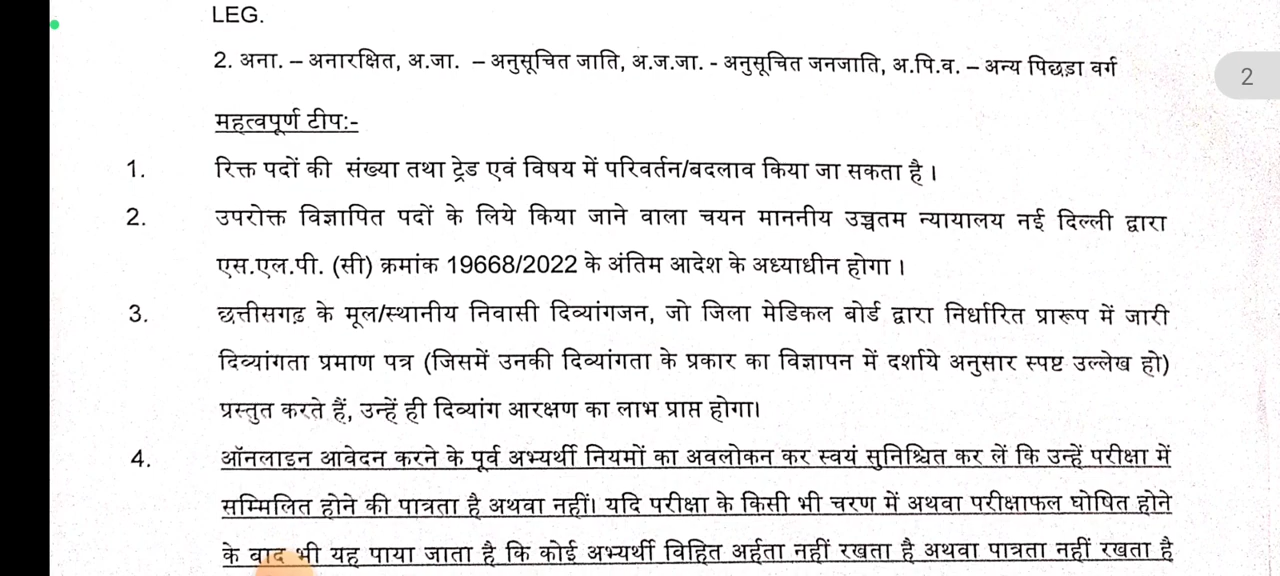 LEG.
2. अना. – अनारक्षित, अ.जा. – अनुसूचित जाति, अ.ज.जा. - अनुसूचित जनजाति, अ.पि.व. – अन्य पिछड़ा वर्ग
2
महत्वपूर्ण टीप:-
1. रिक्त पदों की संख्या तथा ट्रेड एवं विषय में परिवर्तन/बदलाव किया जा सकता है ।
2. उपरोक्त विज्ञापित पदों के लिये किया जाने वाला चयन माननीय उच्चतम न्यायालय नई दिल्ली द्वारा
एस.एल.पी. (सी) क्रमांक 19668/2022 के अंतिम आदेश के अध्याधीन होगा ।
3. छत्तीसगढ़ के मूल/स्थानीय निवासी दिव्यांगजन, जो जिला मेडिकल बोर्ड द्वारा निर्धारित प्रारूप में जारी
दिव्यांगता प्रमाण पत्र (जिसमें उनकी दिव्यांगता के प्रकार का विज्ञापन में दर्शाये अनुसार स्पष्ट उल्लेख हो)
प्रस्तुत करते हैं, उन्हें ही दिव्यांग आरक्षण का लाभ प्राप्त होगा।
4. ऑनलाइन आवेदन करने के पूर्व अभ्यर्थी नियमों का अवलोकन कर स्वयं सुनिश्चित कर लें कि उन्हें परीक्षा में
सम्मिलित होने की पात्रता है अथवा नहीं। यदि परीक्षा के किसी भी चरण में अथवा परीक्षाफल घोषित होने
के बाद भी यह पाया जाता है कि कोई अभ्यर्थी विहित अर्हता नहीं रखता है अथवा पात्रता नहीं रखता है